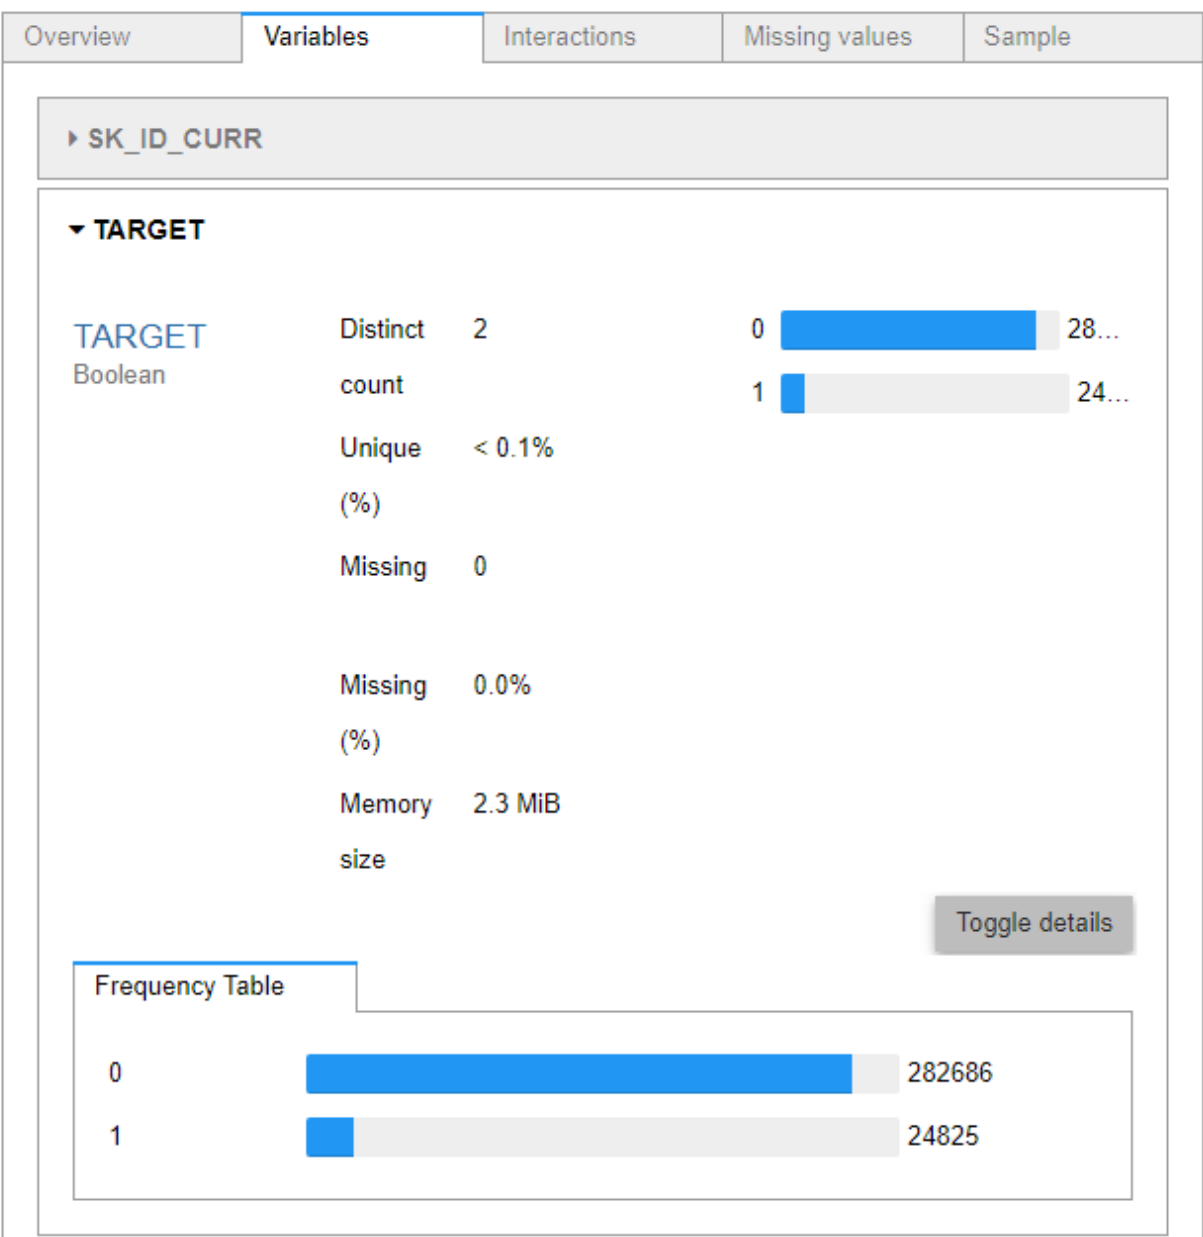 Overview Variables Interactions Missing values Sample
SK_ID_CURR
TARGET
TARGET
Boolean
Distinct count 2
Unique (%) < 0.1%
Missing 0
Missing (%) 0.0%
Memory size 2.3 MiB
0 28...
1 24...
Toggle details
Frequency Table
0 282686
1 24825